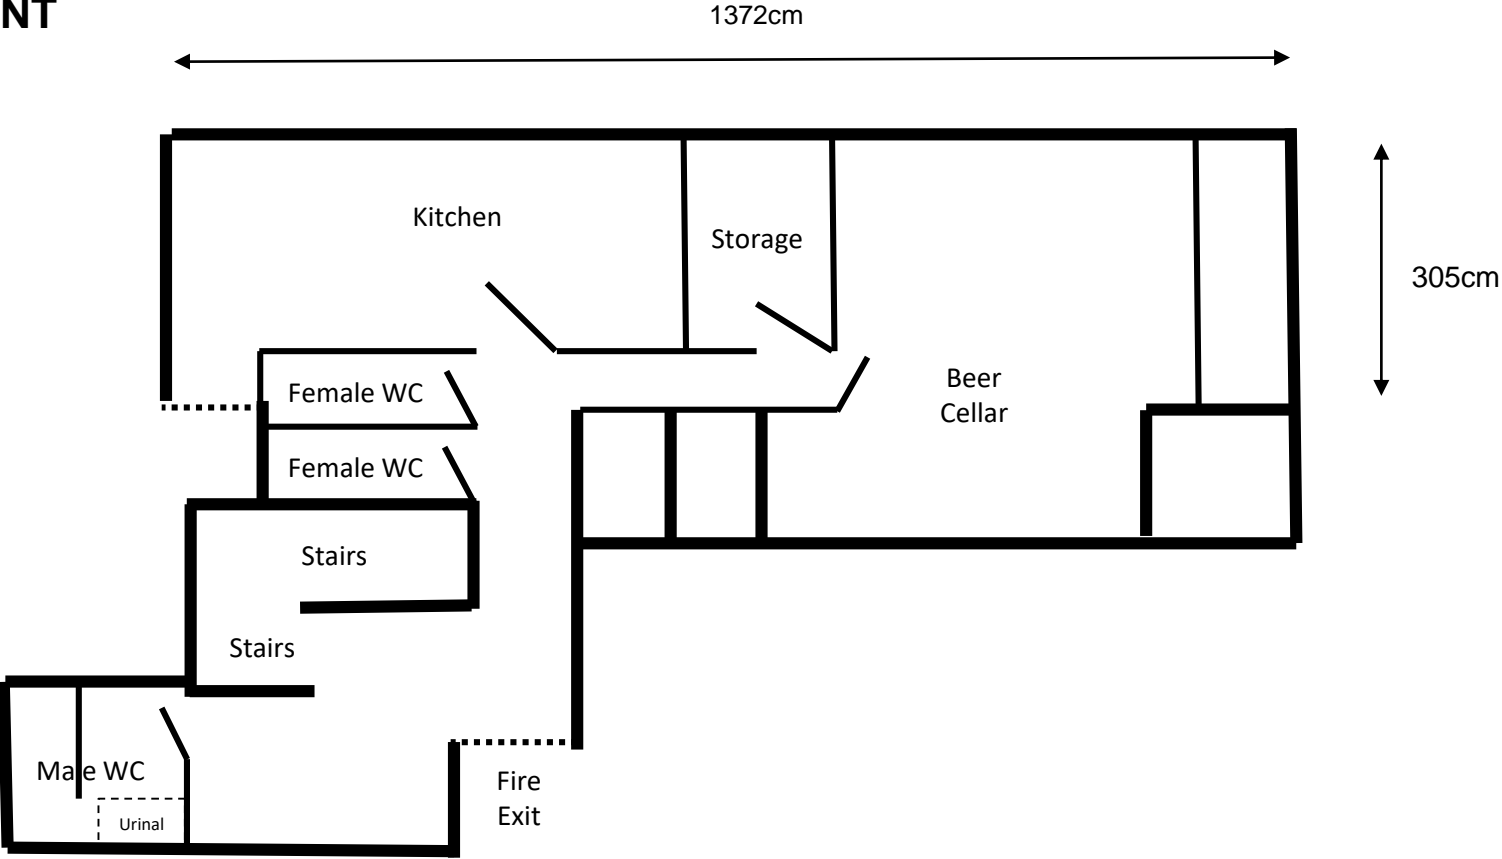 NT
1372cm
305cm
Kitchen
Storage
Beer
Cellar
Female WC
Female WC
Stairs
Stairs
Male WC
Urinal
Fire
Exit